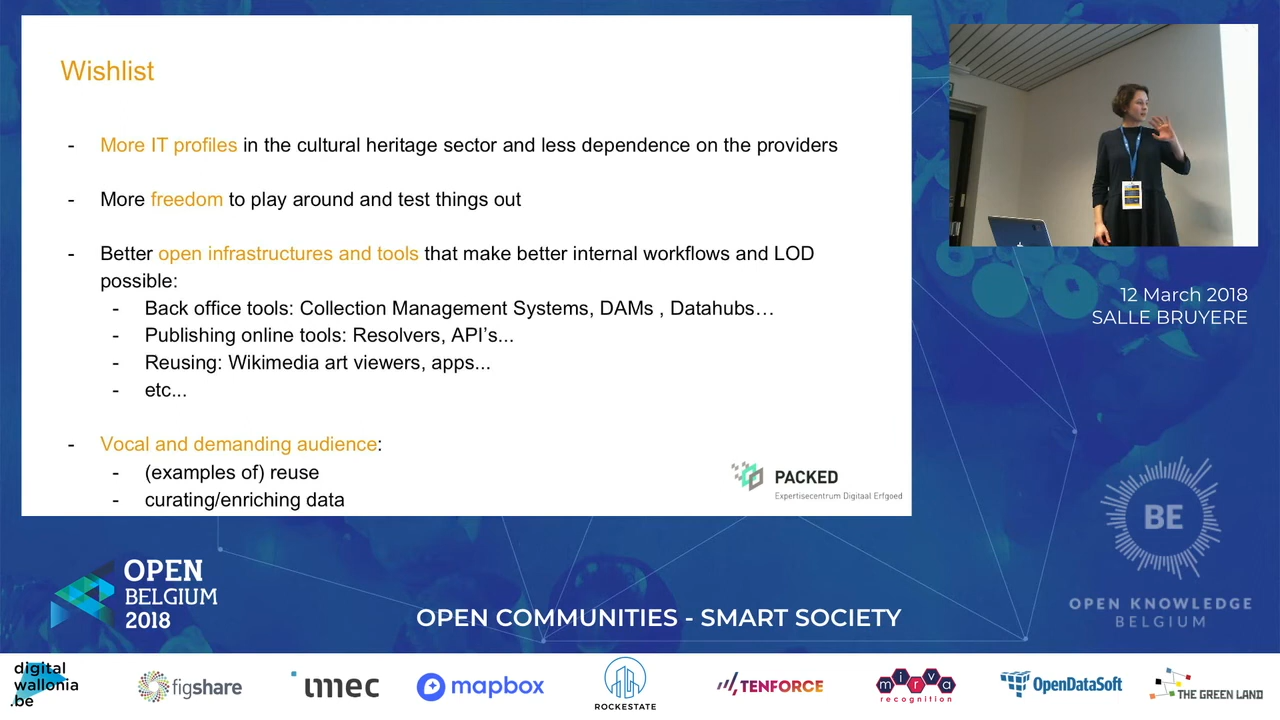 Wishlist
- More IT profiles in the cultural heritage sector and less dependence on the providers
- More freedom to play around and test things out
- Better open infrastructures and tools that make better internal workflows and LOD
possible:
- Back office tools: Collection Management Systems, DAMs , Datahubs…
- Publishing online tools: Resolvers, API’s...
- Reusing: Wikimedia art viewers, apps...
- etc...
- Vocal and demanding audience:
- (examples of) reuse
- curating/enriching data
PACKED
Expertisecentrum Digitaal Erfgoed
12 March 2018
SALLE BRUYERE
BE
OPEN KNOWLEDGE
BELGIUM
OPEN
BELGIUM
2018
OPEN COMMUNITIES - SMART SOCIETY
digital
wallonia
.be
figshare
imec
mapbox
ROCKESTATE
TENFORCE
mirva
recognition
OpenDataSoft
THE GREEN LAND